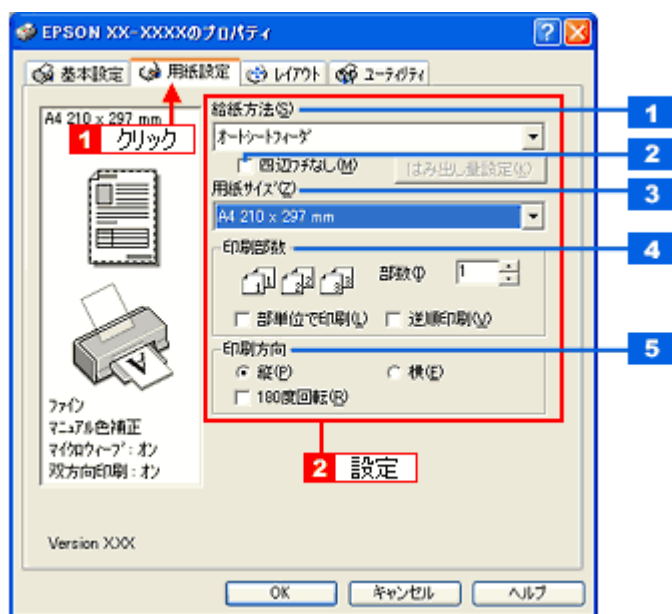 EPSON XX-XXXXのプロパティ
基本設定 用紙設定 レイアウト ユーティリティ
A4 210 x 297 mm
1 クリック
給紙方法(S)
1
オートシートフィーダ
四辺フチなし(M)
はみ出し量設定(K)
2
用紙サイズ(Z)
3
A4 210 x 297 mm
印刷部数
4
1 1 2 2 3 3
部数(I) 1
部単位で印刷(L) 逆順印刷(V)
印刷方向
5
縦(P) 横(E)
180度回転(R)
A
ファイン
マニュアル色補正
マイクロウィーブ : オン
双方向印刷 : オン
2 設定
Version XXX
OK キャンセル ヘルプ